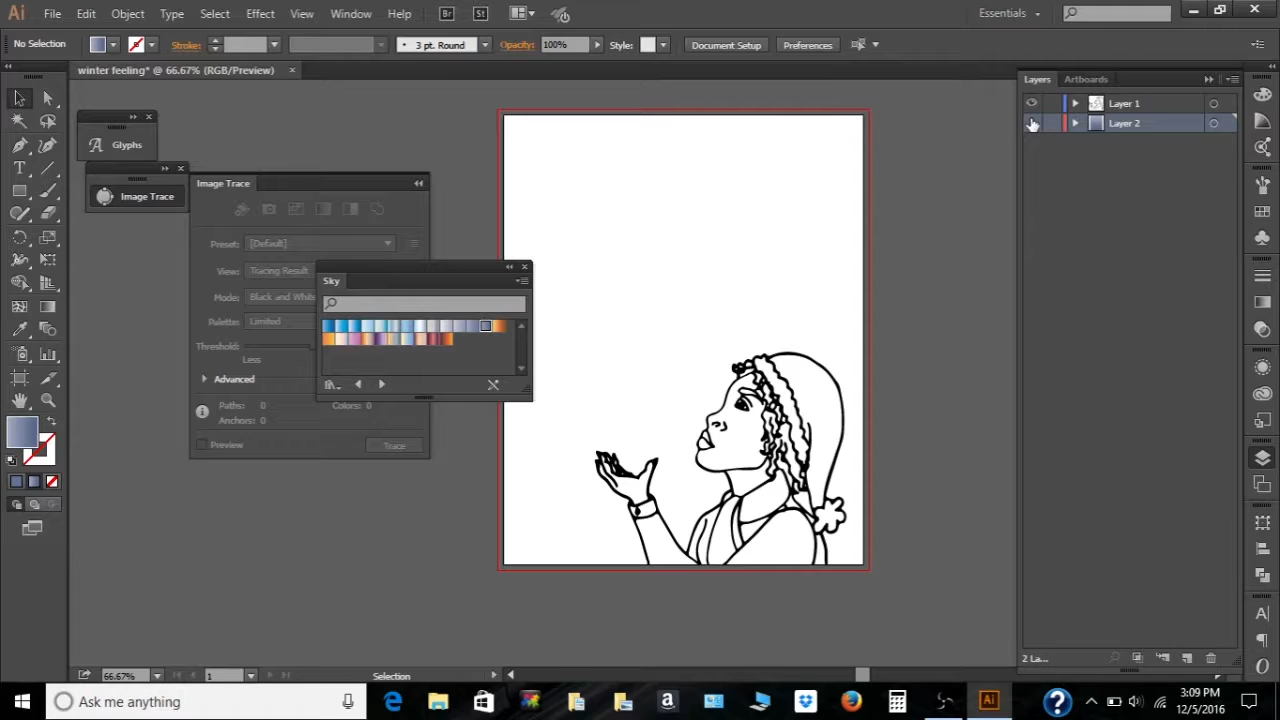 Ai File Edit Object Type Select Effect View Window Help Br St Essentials
No Selection Stroke: 3 pt. Round Opacity: 100% Style: Document Setup Preferences
winter feeling* @ 66.67% (RGB/Preview)
Layers Artboards
Layer 1
Layer 2
Glyphs
Image Trace
Image Trace
Preset: [Default]
View: Tracing Result
Mode: Black and White
Palette: Limited
Threshold:
Less
Advanced
Paths: 0 Colors: 0
Anchors: 0
Preview Trace
Sky
66.67% 1 Selection
2 La...
Ask me anything
3:09 PM
12/5/2016